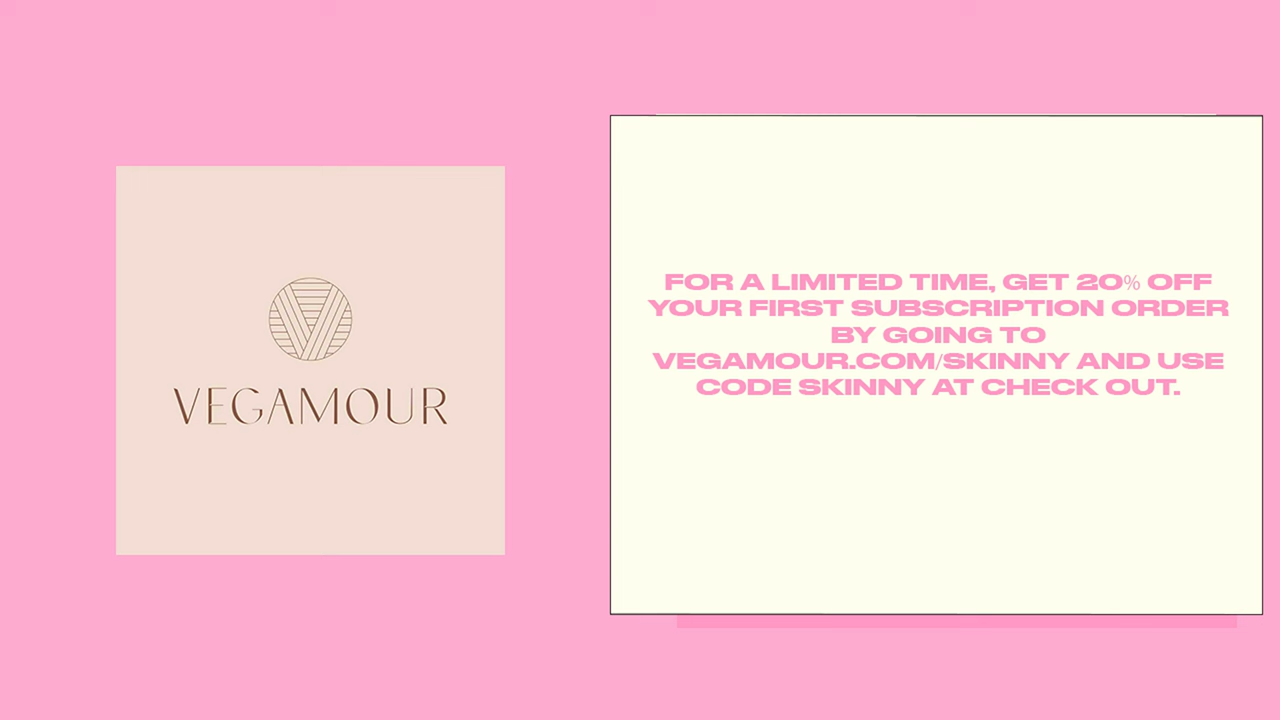 VEGAMOUR
FOR A LIMITED TIME, GET 20% OFF
YOUR FIRST SUBSCRIPTION ORDER
BY GOING TO
VEGAMOUR.COM/SKINNY AND USE
CODE SKINNY AT CHECK OUT.